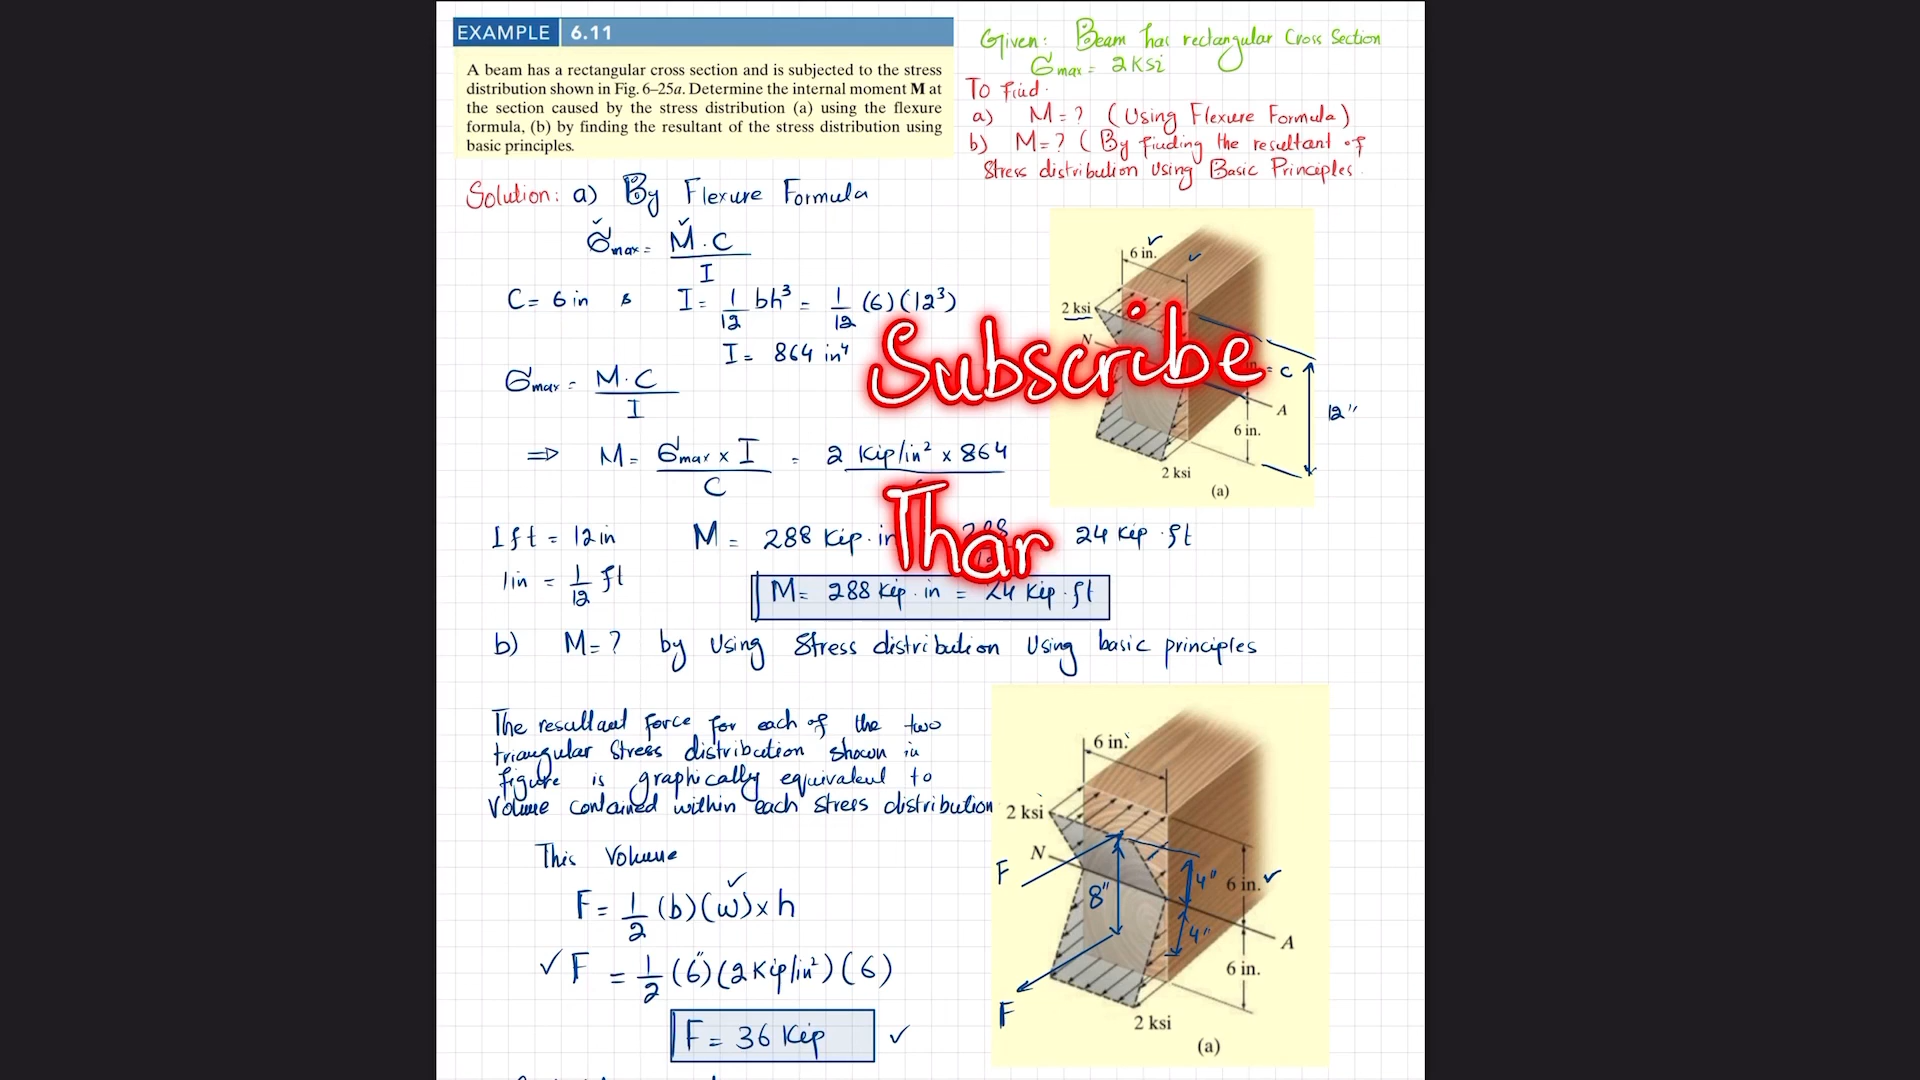 EXAMPLE 6.11
A beam has a rectangular cross section and is subjected to the stress
distribution shown in Fig. 6–25a. Determine the internal moment M at
the section caused by the stress distribution (a) using the flexure
formula, (b) by finding the resultant of the stress distribution using
basic principles.
Given: Beam has rectangular Cross Section
σmax = 2 Ksi
To Find.
a) M = ? (Using Flexure Formula)
b) M = ? (By finding the resultant of
Stress distribution Using Basic Principles.
Solution: a) By Flexure Formula
σmax = M.C
I
C = 6 in & I = 1/12 bh³ = 1/12 (6)(12³)
I = 864 in⁴
σmax = M.C
I
⇒ M = σmax x I / C = 2 Kip/in² x 864
1 ft = 12 in
1in = 1/12 ft
M = 288 Kip.in 24 Kip.ft
M = 288 Kip.in = 24 Kip.ft
6 in.
2 ksi
N
= C
A
12"
6 in.
2 ksi
(a)
Subscribe
Thar
b) M = ? by Using Stress distribution Using basic principles
The resultant force for each of the two
triangular Stress distribution shown in
figure is graphically equivalent to
Volume contained within each stress distribution
This Volume
F = 1/2 (b)(w) x h
✓ F = 1/2 (6")(2 Kip/in²)(6)
F = 36 Kip ✓
6 in.
2 ksi
N
F
8"
4"
6 in. ✓
4"
A
6 in.
F
2 ksi
(a)